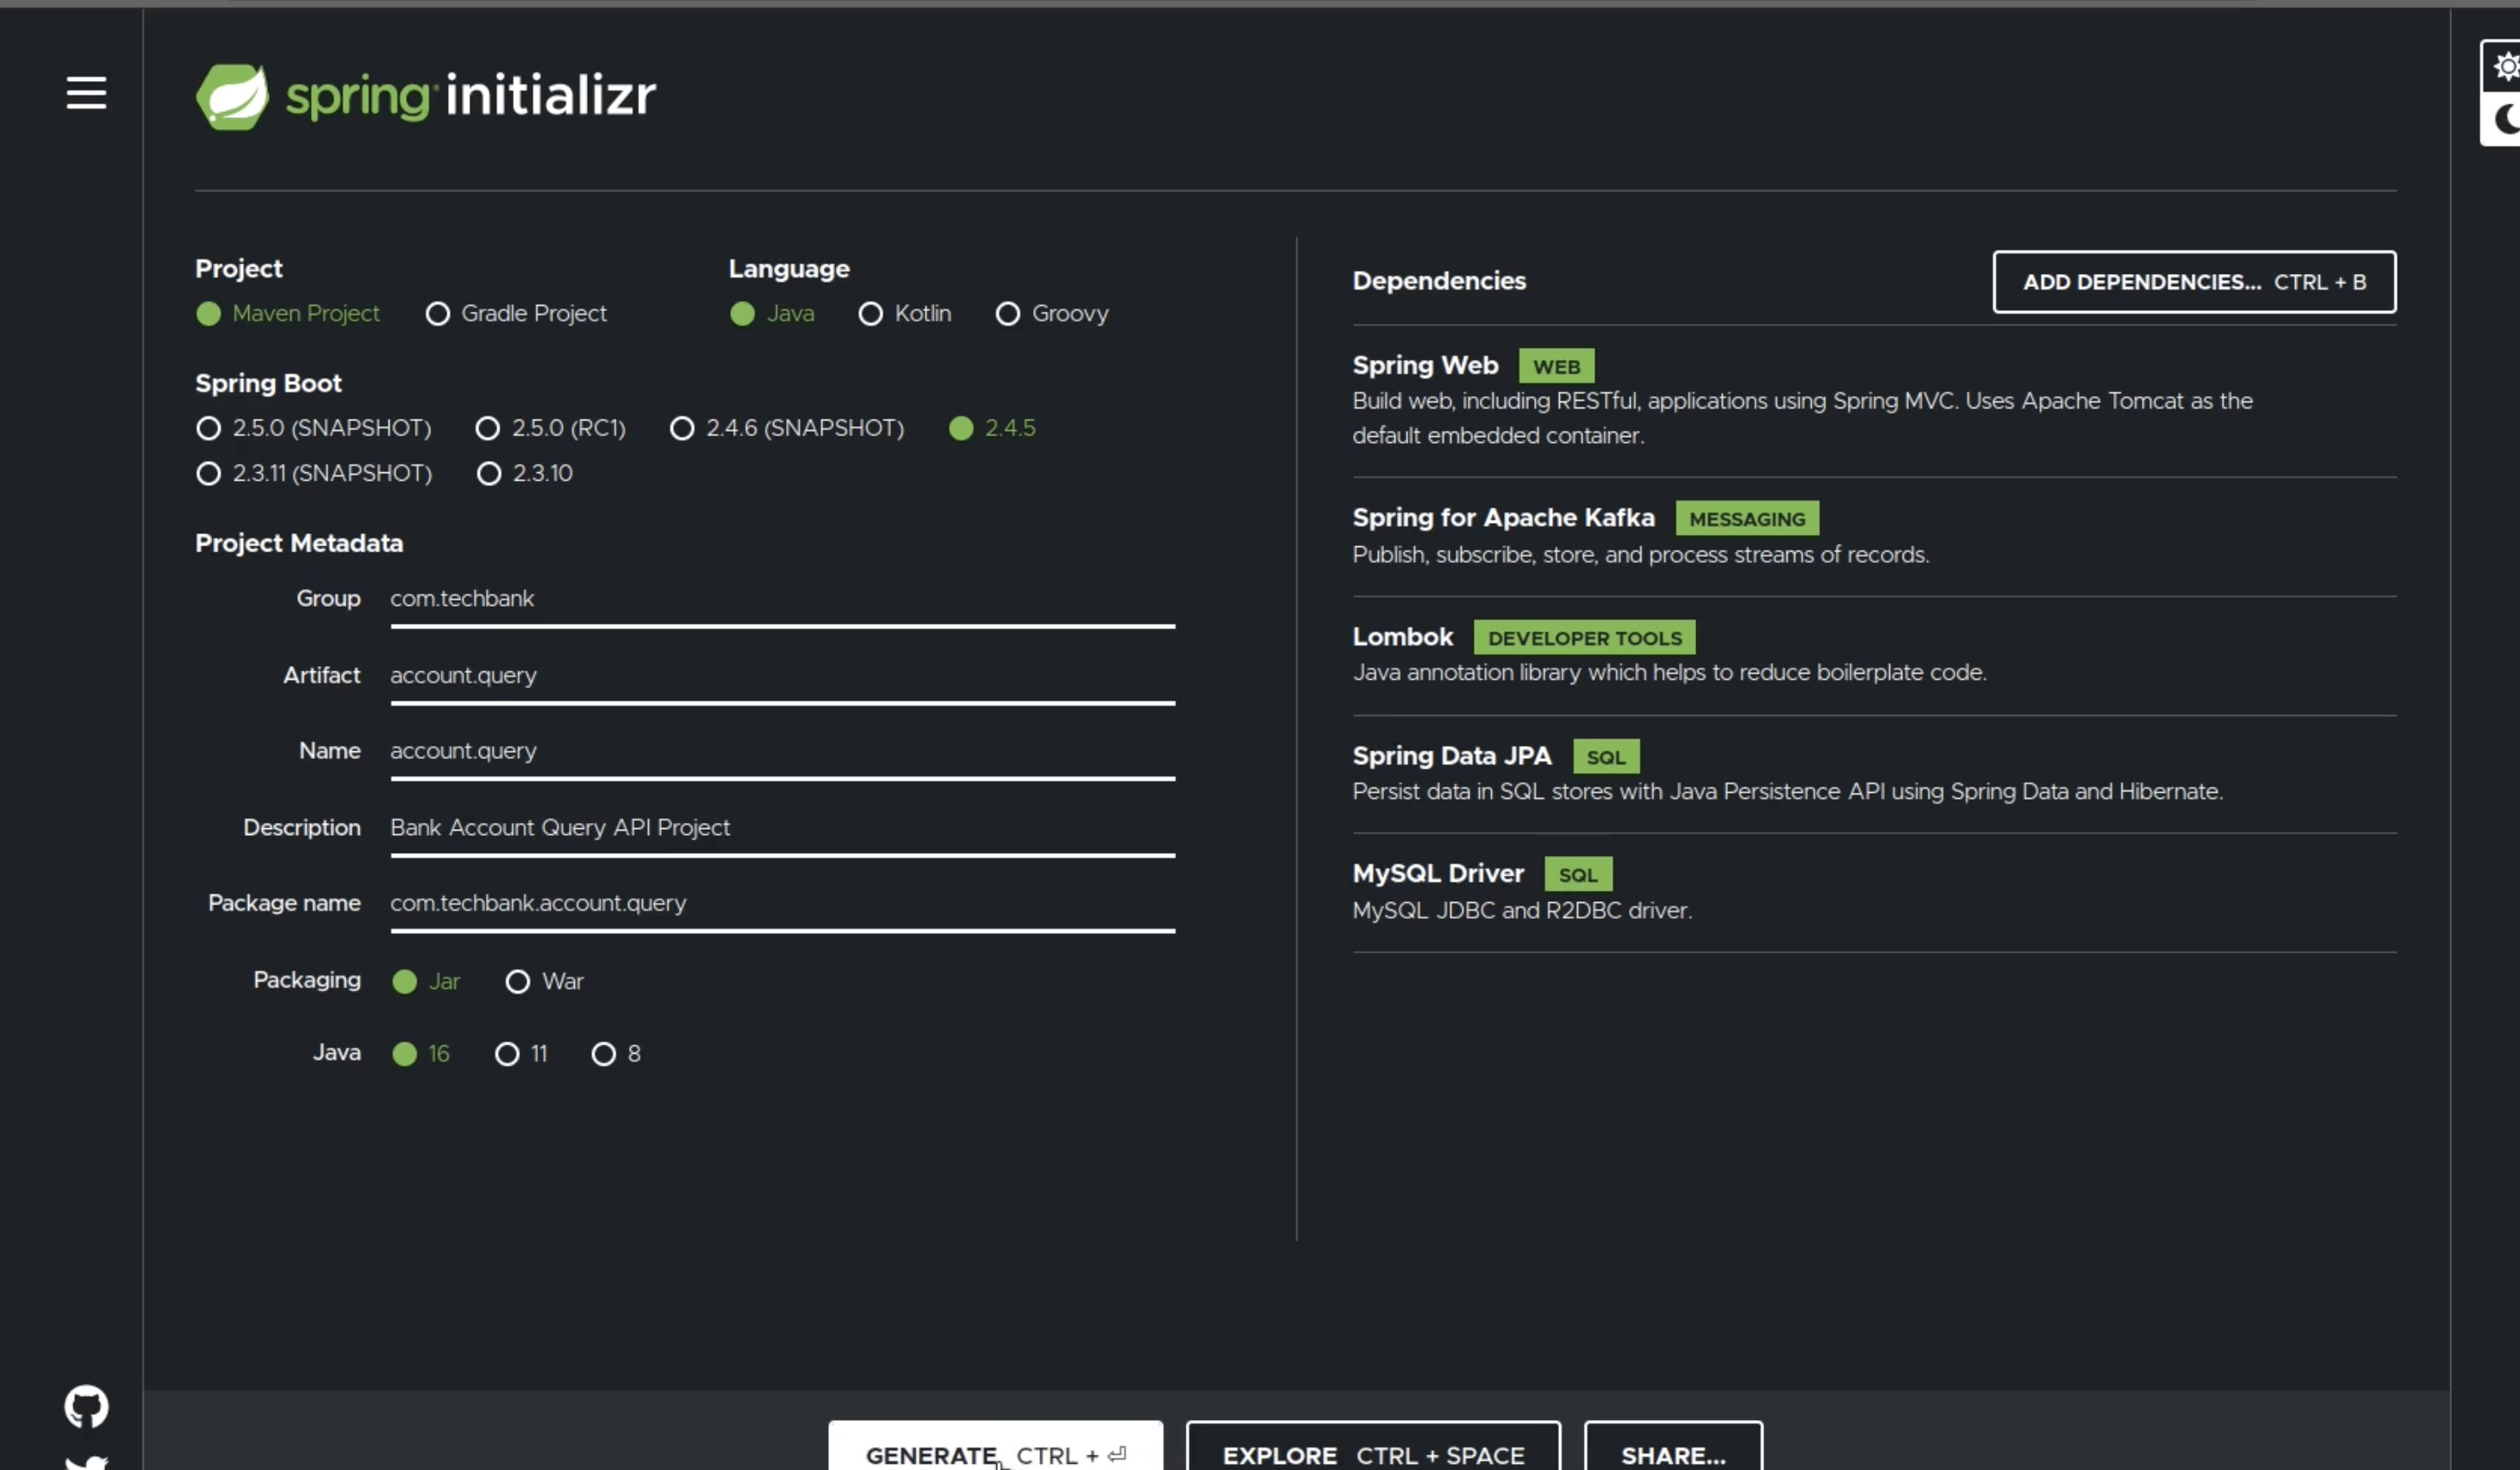 spring initializr
Project
Maven Project Gradle Project
Language
Java Kotlin Groovy
Spring Boot
2.5.0 (SNAPSHOT) 2.5.0 (RC1) 2.4.6 (SNAPSHOT) 2.4.5
2.3.11 (SNAPSHOT) 2.3.10
Project Metadata
Group com.techbank
Artifact account.query
Name account.query
Description Bank Account Query API Project
Package name com.techbank.account.query
Packaging Jar War
Java 16 11 8
Dependencies
ADD DEPENDENCIES... CTRL + B
Spring Web WEB
Build web, including RESTful, applications using Spring MVC. Uses Apache Tomcat as the
default embedded container.
Spring for Apache Kafka MESSAGING
Publish, subscribe, store, and process streams of records.
Lombok DEVELOPER TOOLS
Java annotation library which helps to reduce boilerplate code.
Spring Data JPA SQL
Persist data in SQL stores with Java Persistence API using Spring Data and Hibernate.
MySQL Driver SQL
MySQL JDBC and R2DBC driver.
GENERATE CTRL + ⏎
EXPLORE CTRL + SPACE
SHARE...